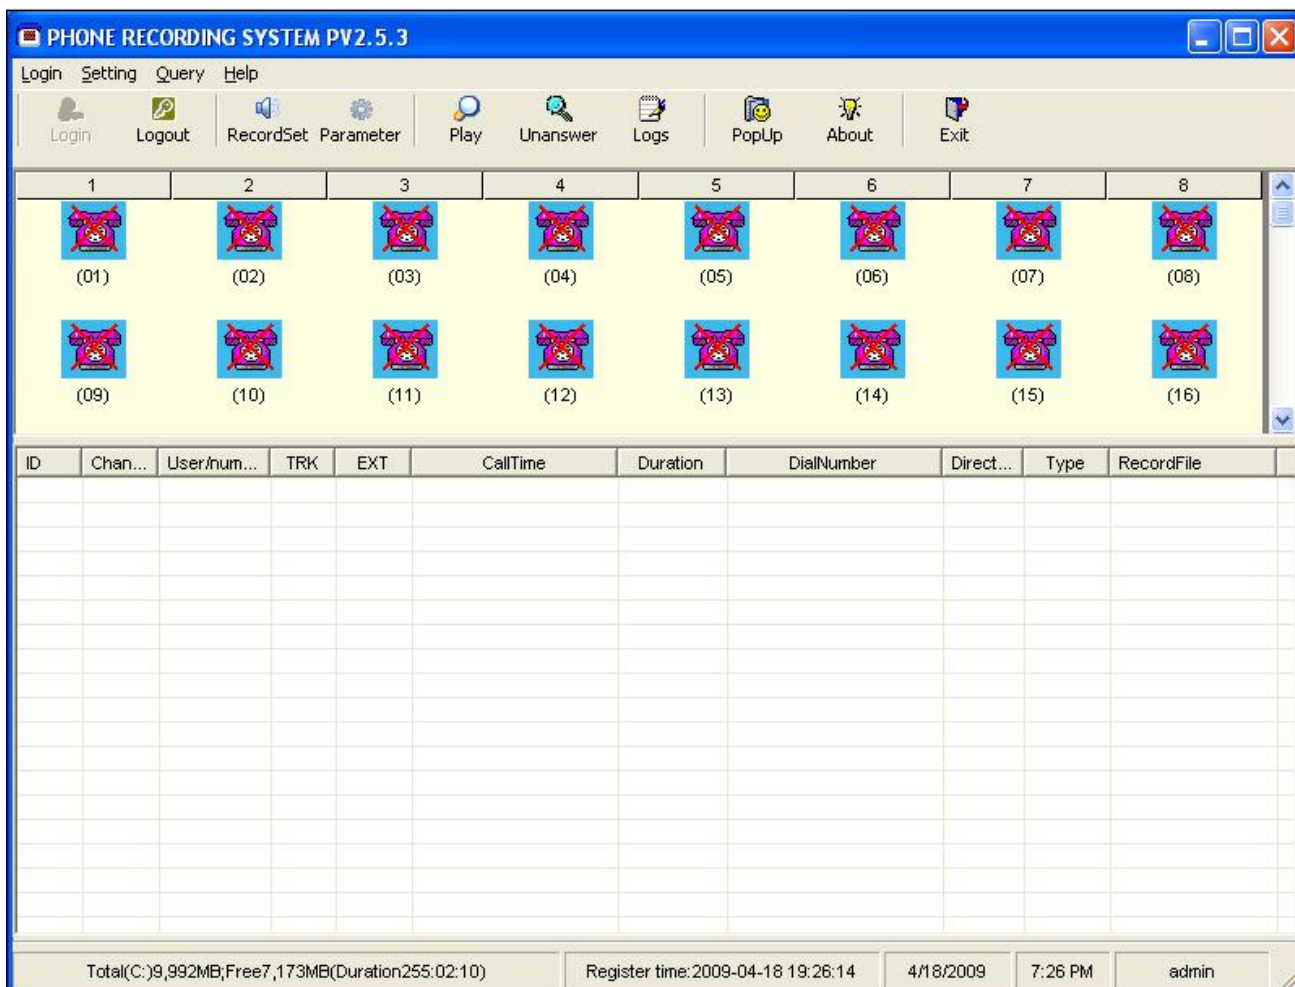 PHONE RECORDING SYSTEM PV2.5.3
Login Setting Query Help
Login Logout RecordSet Parameter Play Unanswer Logs PopUp About Exit
1 2 3 4 5 6 7 8
(01) (02) (03) (04) (05) (06) (07) (08)
(09) (10) (11) (12) (13) (14) (15) (16)
ID Chan... User/num... TRK EXT CallTime Duration DialNumber Direct... Type RecordFile
Total(C:)9,992MB;Free7,173MB(Duration255:02:10) Register time:2009-04-18 19:26:14 4/18/2009 7:26 PM admin